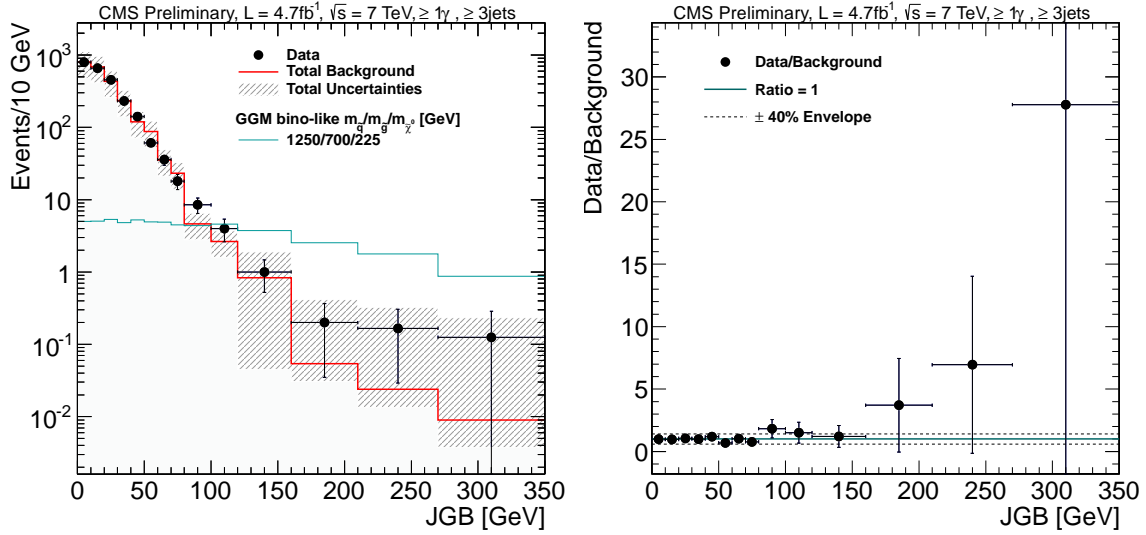 CMS Preliminary, L = 4.7fb⁻¹, √s = 7 TeV, ≥ 1γ , ≥ 3jets
Events/10 GeV
10³
10²
10
1
10⁻¹
10⁻²
Data
Total Background
Total Uncertainties
GGM bino-like m_q̃/m_g̃/m_χ̃⁰ [GeV]
1250/700/225
0 50 100 150 200 250 300 350
JGB [GeV]
CMS Preliminary, L = 4.7fb⁻¹, √s = 7 TeV, ≥ 1γ , ≥ 3jets
Data/Background
30
25
20
15
10
5
0
Data/Background
Ratio = 1
± 40% Envelope
0 50 100 150 200 250 300 350
JGB [GeV]